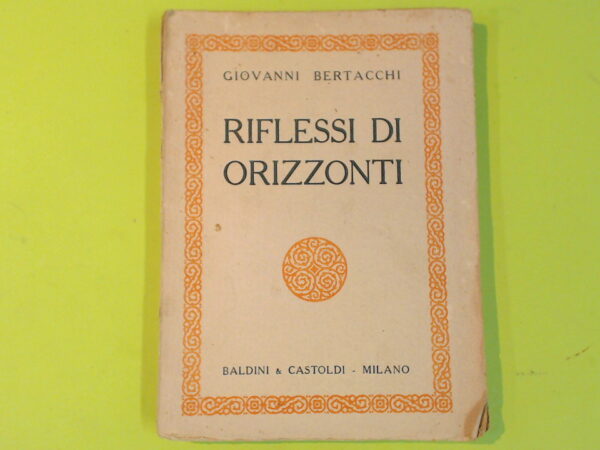 GIOVANNI BERTACCHI
RIFLESSI DI
ORIZZONTI
BALDINI & CASTOLDI - MILANO